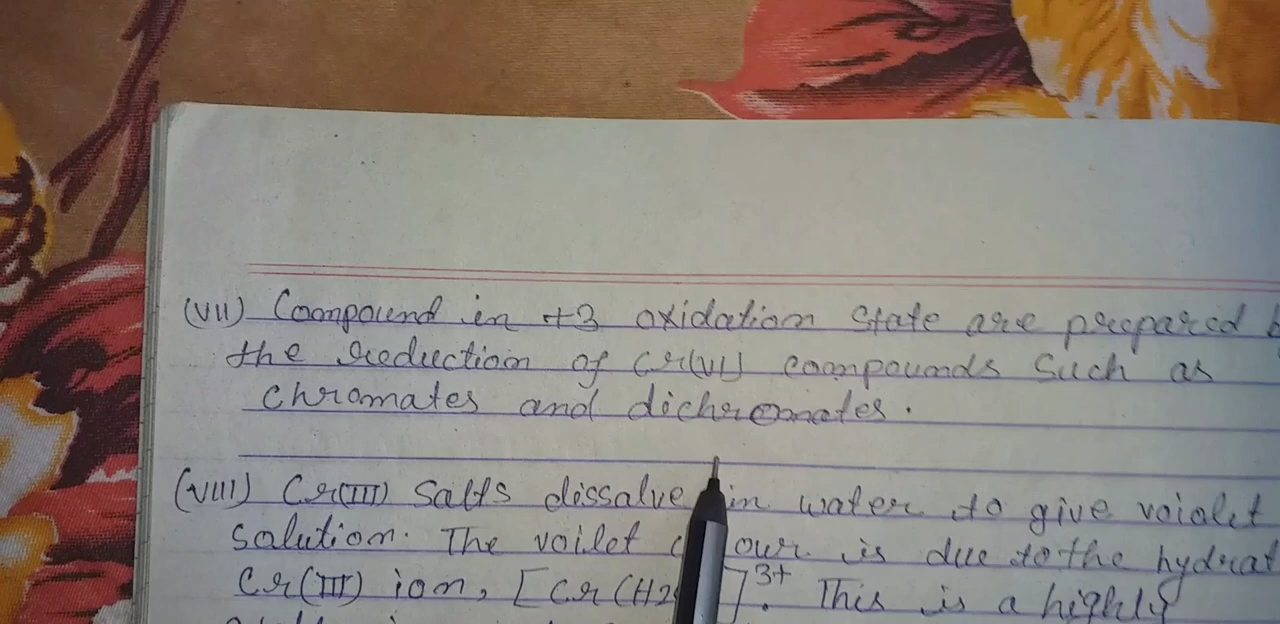 (VII) Compound in +3 oxidation state are prepared
the reduction of Cr(VI) compounds such as
chromates and dichromates.
(VIII) Cr(III) Salts dissalve in water to give voialet
solution. The voilet our is due to the hydrat
Cr(III) ion, [Cr(H2 ]3+. This is a highly